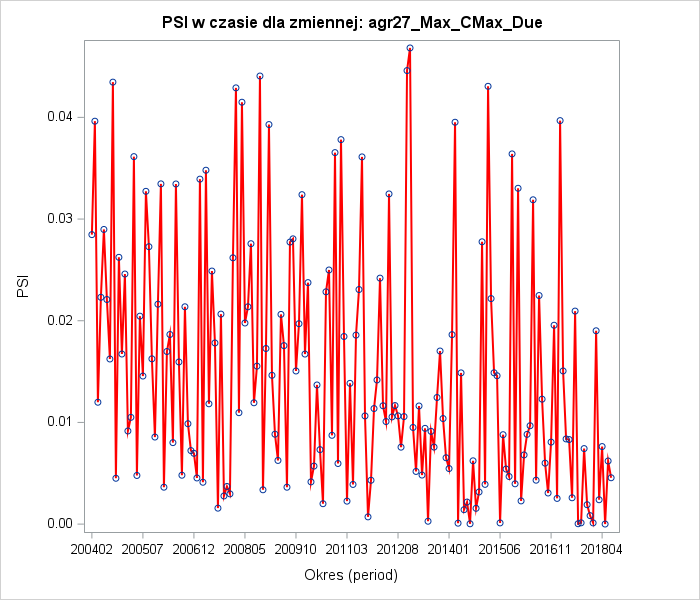 PSI w czasie dla zmiennej: agr27_Max_CMax_Due
PSI
0.04
0.03
0.02
0.01
0.00
200402 200507 200612 200805 200910 201103 201208 201401 201506 201611 201804
Okres (period)